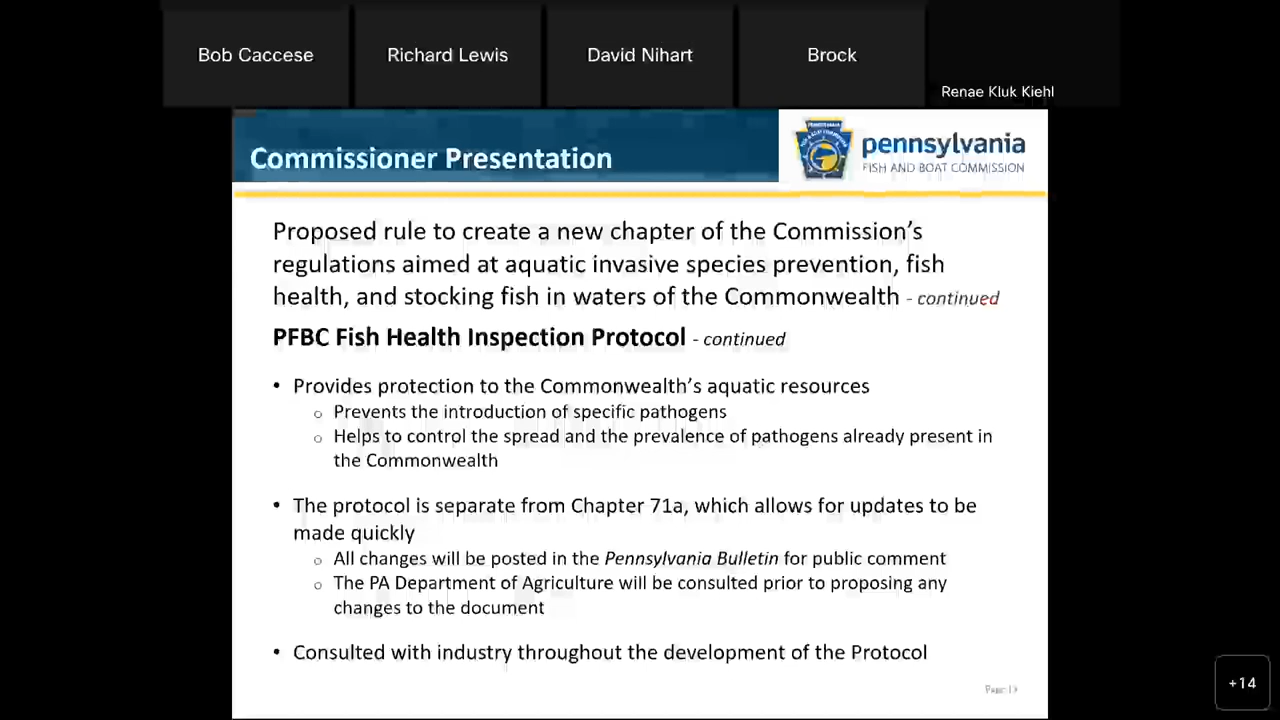 Bob Caccese
Richard Lewis
David Nihart
Brock
Renae Kluk Kiehl
Commissioner Presentation
pennsylvania
FISH AND BOAT COMMISSION
Proposed rule to create a new chapter of the Commission's
regulations aimed at aquatic invasive species prevention, fish
health, and stocking fish in waters of the Commonwealth - continued
PFBC Fish Health Inspection Protocol - continued
• Provides protection to the Commonwealth's aquatic resources
o Prevents the introduction of specific pathogens
o Helps to control the spread and the prevalence of pathogens already present in
the Commonwealth
• The protocol is separate from Chapter 71a, which allows for updates to be
made quickly
o All changes will be posted in the Pennsylvania Bulletin for public comment
o The PA Department of Agriculture will be consulted prior to proposing any
changes to the document
• Consulted with industry throughout the development of the Protocol
Page
+14